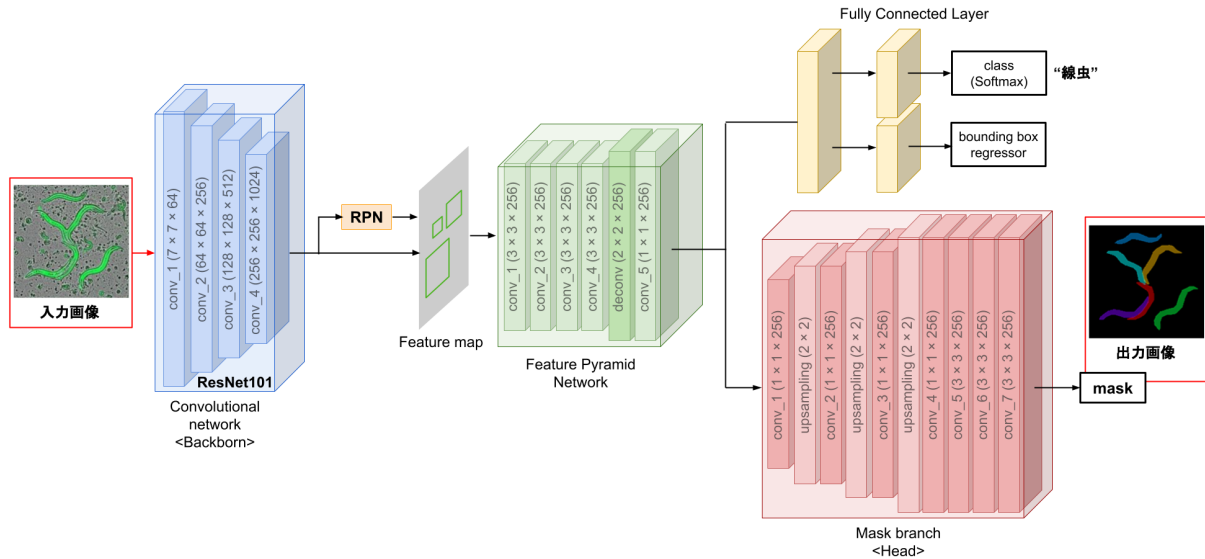 入力画像
conv_1 (7 × 7 × 64)
conv_2 (64 × 64 × 256)
conv_3 (128 × 128 × 512)
conv_4 (256 × 256 × 1024)
ResNet101
Convolutional
network
<Backborn>
RPN
Feature map
conv_1 (3 × 3 × 256)
conv_2 (3 × 3 × 256)
conv_3 (3 × 3 × 256)
conv_4 (3 × 3 × 256)
deconv (2 × 2 × 256)
conv_5 (1 × 1 × 256)
Feature Pyramid
Network
Fully Connected Layer
class
(Softmax)
“線虫”
bounding box
regressor
conv_1 (1 × 1 × 256)
upsampling (2 × 2)
conv_2 (1 × 1 × 256)
upsampling (2 × 2)
conv_3 (1 × 1 × 256)
upsampling (2 × 2)
conv_4 (1 × 1 × 256)
conv_5 (3 × 3 × 256)
conv_6 (3 × 3 × 256)
conv_7 (3 × 3 × 256)
Mask branch
<Head>
mask
出力画像